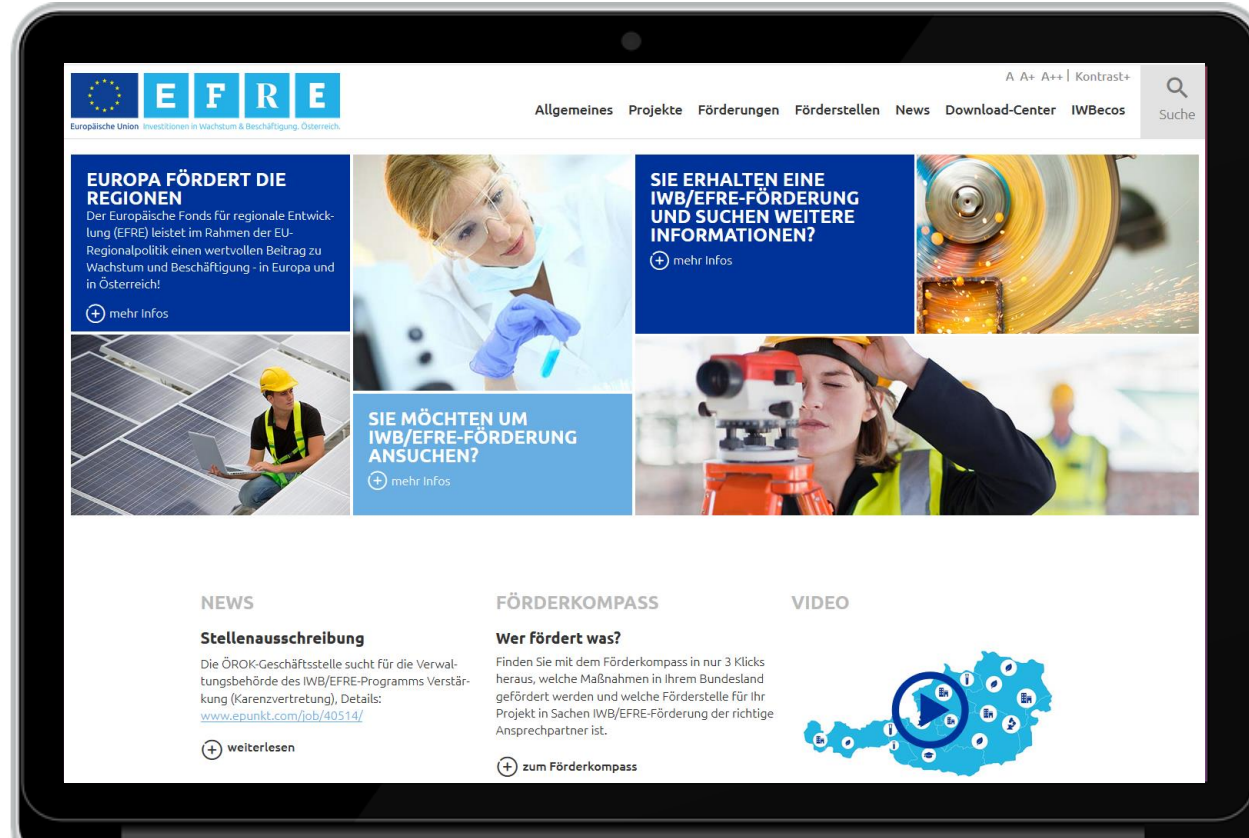 E F R E
Europäische Union Investitionen in Wachstum & Beschäftigung. Österreich.
A A+ A++ | Kontrast+
Allgemeines Projekte Förderungen Förderstellen News Download-Center IWBecos
Suche
EUROPA FÖRDERT DIE
REGIONEN
Der Europäische Fonds für regionale Entwick-
lung (EFRE) leistet im Rahmen der EU-
Regionalpolitik einen wertvollen Beitrag zu
Wachstum und Beschäftigung - in Europa und
in Österreich!
mehr Infos
SIE MÖCHTEN UM
IWB/EFRE-FÖRDERUNG
ANSUCHEN?
mehr Infos
SIE ERHALTEN EINE
IWB/EFRE-FÖRDERUNG
UND SUCHEN WEITERE
INFORMATIONEN?
mehr Infos
NEWS
Stellenausschreibung
Die ÖROK-Geschäftsstelle sucht für die Verwal-
tungsbehörde des IWB/EFRE-Programms Verstär-
kung (Karenzvertretung), Details:
www.epunkt.com/job/40514/
weiterlesen
FÖRDERKOMPASS
Wer fördert was?
Finden Sie mit dem Förderkompass in nur 3 Klicks
heraus, welche Maßnahmen in Ihrem Bundesland
gefördert werden und welche Förderstelle für Ihr
Projekt in Sachen IWB/EFRE-Förderung der richtige
Ansprechpartner ist.
zum Förderkompass
VIDEO